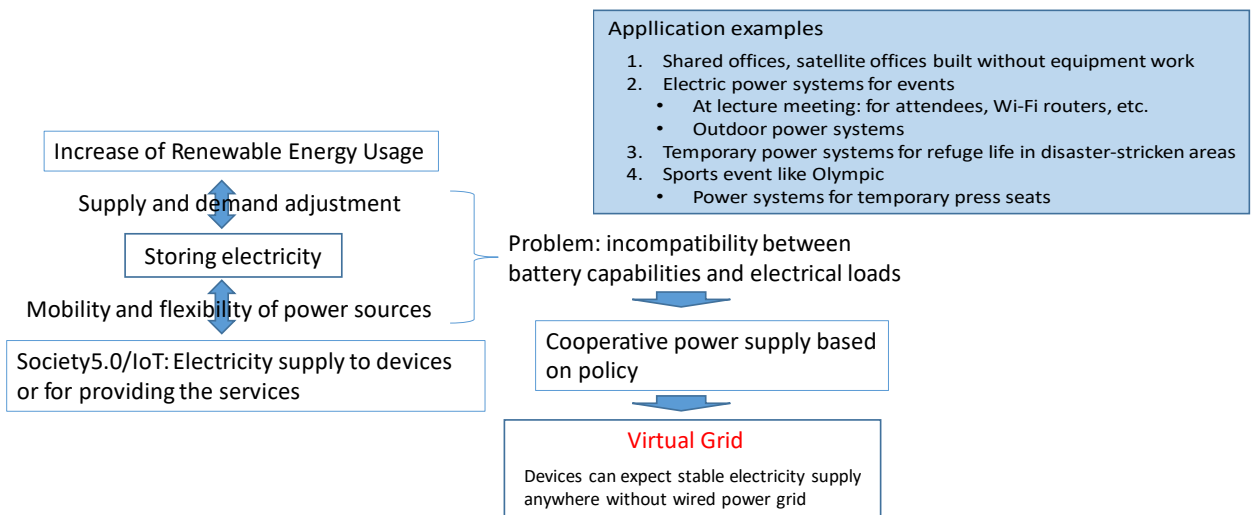 Appllication examples
1. Shared offices, satellite offices built without equipment work
2. Electric power systems for events
• At lecture meeting: for attendees, Wi-Fi routers, etc.
• Outdoor power systems
3. Temporary power systems for refuge life in disaster-stricken areas
4. Sports event like Olympic
• Power systems for temporary press seats
Increase of Renewable Energy Usage
Supply and demand adjustment
Storing electricity
Mobility and flexibility of power sources
Society5.0/IoT: Electricity supply to devices
or for providing the services
Problem: incompatibility between
battery capabilities and electrical loads
Cooperative power supply based
on policy
Virtual Grid
Devices can expect stable electricity supply
anywhere without wired power grid